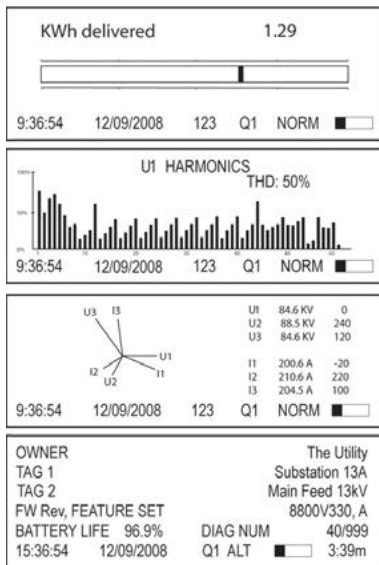 KWh delivered 1.29
9:36:54 12/09/2008 123 Q1 NORM
U1 HARMONICS
THD: 50%
100%
50%
9:36:54 12/09/2008 123 Q1 NORM
U3 I3
U1
I1
I2
U2
U1 84.6 KV 0
U2 88.5 KV 240
U3 84.6 KV 120
I1 200.6 A -20
I2 210.6 A 220
I3 204.5 A 100
9:36:54 12/09/2008 123 Q1 NORM
OWNER The Utility
TAG 1 Substation 13A
TAG 2 Main Feed 13kV
FW Rev, FEATURE SET 8800V330, A
BATTERY LIFE 96.9% DIAG NUM 40/999
15:36:54 12/09/2008 Q1 ALT 3:39m